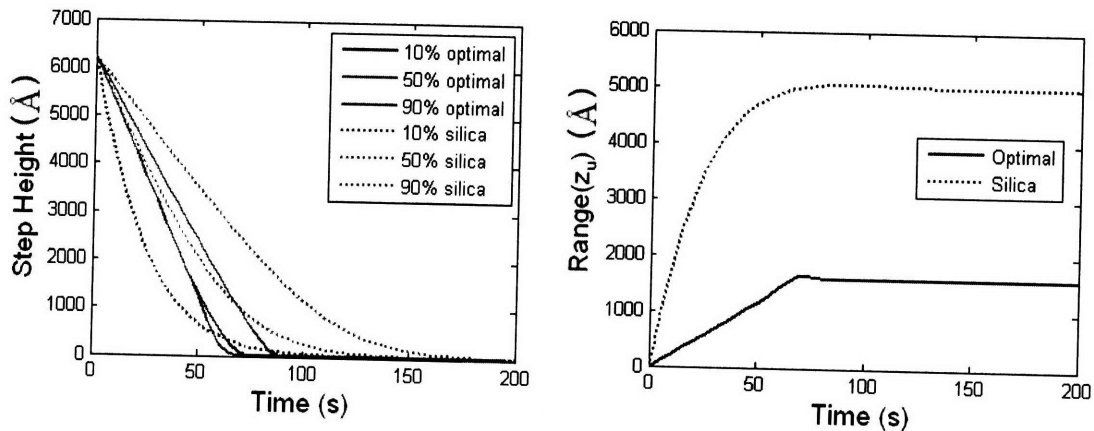 7000
6000
5000
4000
3000
2000
1000
0
Step Height (Å)
0 50 100 150 200
Time (s)
10% optimal
50% optimal
90% optimal
10% silica
50% silica
90% silica
6000
5000
4000
3000
2000
1000
0
Range(z_u) (Å)
0 50 100 150 200
Time (s)
Optimal
Silica